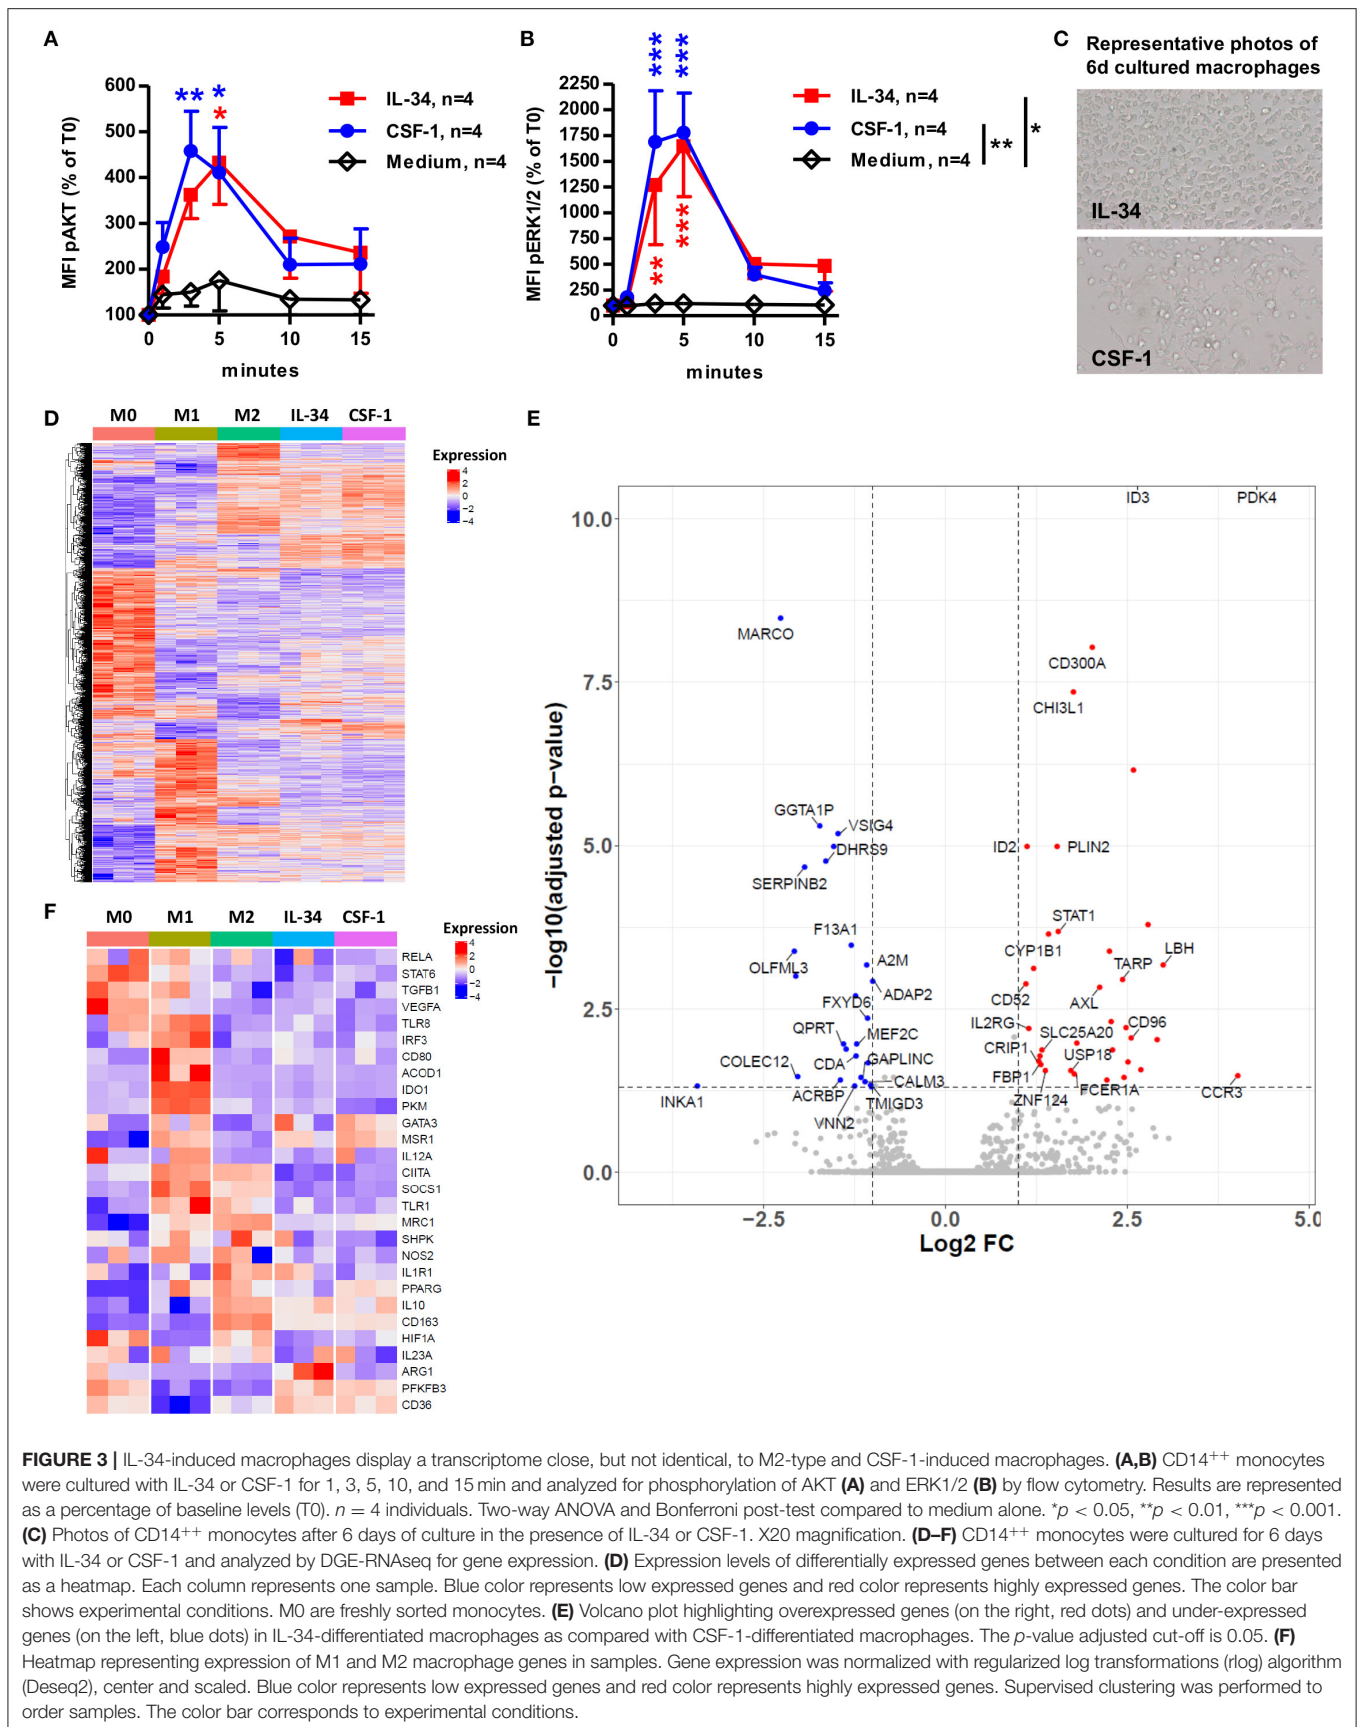 A
600
500
400
300
200
100
MFI pAKT (% of T0)
**
*
*
IL-34, n=4
CSF-1, n=4
Medium, n=4
0
5
10
15
minutes
B
2250
2000
1750
1500
1250
1000
750
500
250
0
MFI pERK1/2 (% of T0)
***
***
***
**
IL-34, n=4
CSF-1, n=4
Medium, n=4
**
*
0
5
10
15
minutes
C
Representative photos of
6d cultured macrophages
IL-34
CSF-1
D
M0 M1 M2 IL-34 CSF-1
Expression
4
2
0
−2
−4
E
10.0
7.5
5.0
2.5
0.0
−log10(adjusted p−value)
ID3
PDK4
MARCO
CD300A
CHI3L1
GGTA1P
VSIG4
DHRS9
SERPINB2
ID2
PLIN2
F13A1
STAT1
CYP1B1
LBH
OLFML3
A2M
TARP
ADAP2
CD52
AXL
FXYD6
IL2RG
SLC25A20
CD96
QPRT
MEF2C
CRIP1
COLEC12
CDA
GAPLINC
USP18
FBP1
CALM3
FCER1A
INKA1
ACRBP
TMIGD3
ZNF124
CCR3
VNN2
−2.5
0.0
2.5
5.0
Log2 FC
F
M0 M1 M2 IL-34 CSF-1
Expression
4
2
0
−2
−4
RELA
STAT6
TGFB1
VEGFA
TLR8
IRF3
CD80
ACOD1
IDO1
PKM
GATA3
MSR1
IL12A
CIITA
SOCS1
TLR1
MRC1
SHPK
NOS2
IL1R1
PPARG
IL10
CD163
HIF1A
IL23A
ARG1
PFKFB3
CD36
FIGURE 3 | IL-34-induced macrophages display a transcriptome close, but not identical, to M2-type and CSF-1-induced macrophages. (A,B) CD14++ monocytes
were cultured with IL-34 or CSF-1 for 1, 3, 5, 10, and 15 min and analyzed for phosphorylation of AKT (A) and ERK1/2 (B) by flow cytometry. Results are represented
as a percentage of baseline levels (T0). n = 4 individuals. Two-way ANOVA and Bonferroni post-test compared to medium alone. *p < 0.05, **p < 0.01, ***p < 0.001.
(C) Photos of CD14++ monocytes after 6 days of culture in the presence of IL-34 or CSF-1. X20 magnification. (D–F) CD14++ monocytes were cultured for 6 days
with IL-34 or CSF-1 and analyzed by DGE-RNAseq for gene expression. (D) Expression levels of differentially expressed genes between each condition are presented
as a heatmap. Each column represents one sample. Blue color represents low expressed genes and red color represents highly expressed genes. The color bar
shows experimental conditions. M0 are freshly sorted monocytes. (E) Volcano plot highlighting overexpressed genes (on the right, red dots) and under-expressed
genes (on the left, blue dots) in IL-34-differentiated macrophages as compared with CSF-1-differentiated macrophages. The p-value adjusted cut-off is 0.05. (F)
Heatmap representing expression of M1 and M2 macrophage genes in samples. Gene expression was normalized with regularized log transformations (rlog) algorithm
(Deseq2), center and scaled. Blue color represents low expressed genes and red color represents highly expressed genes. Supervised clustering was performed to
order samples. The color bar corresponds to experimental conditions.